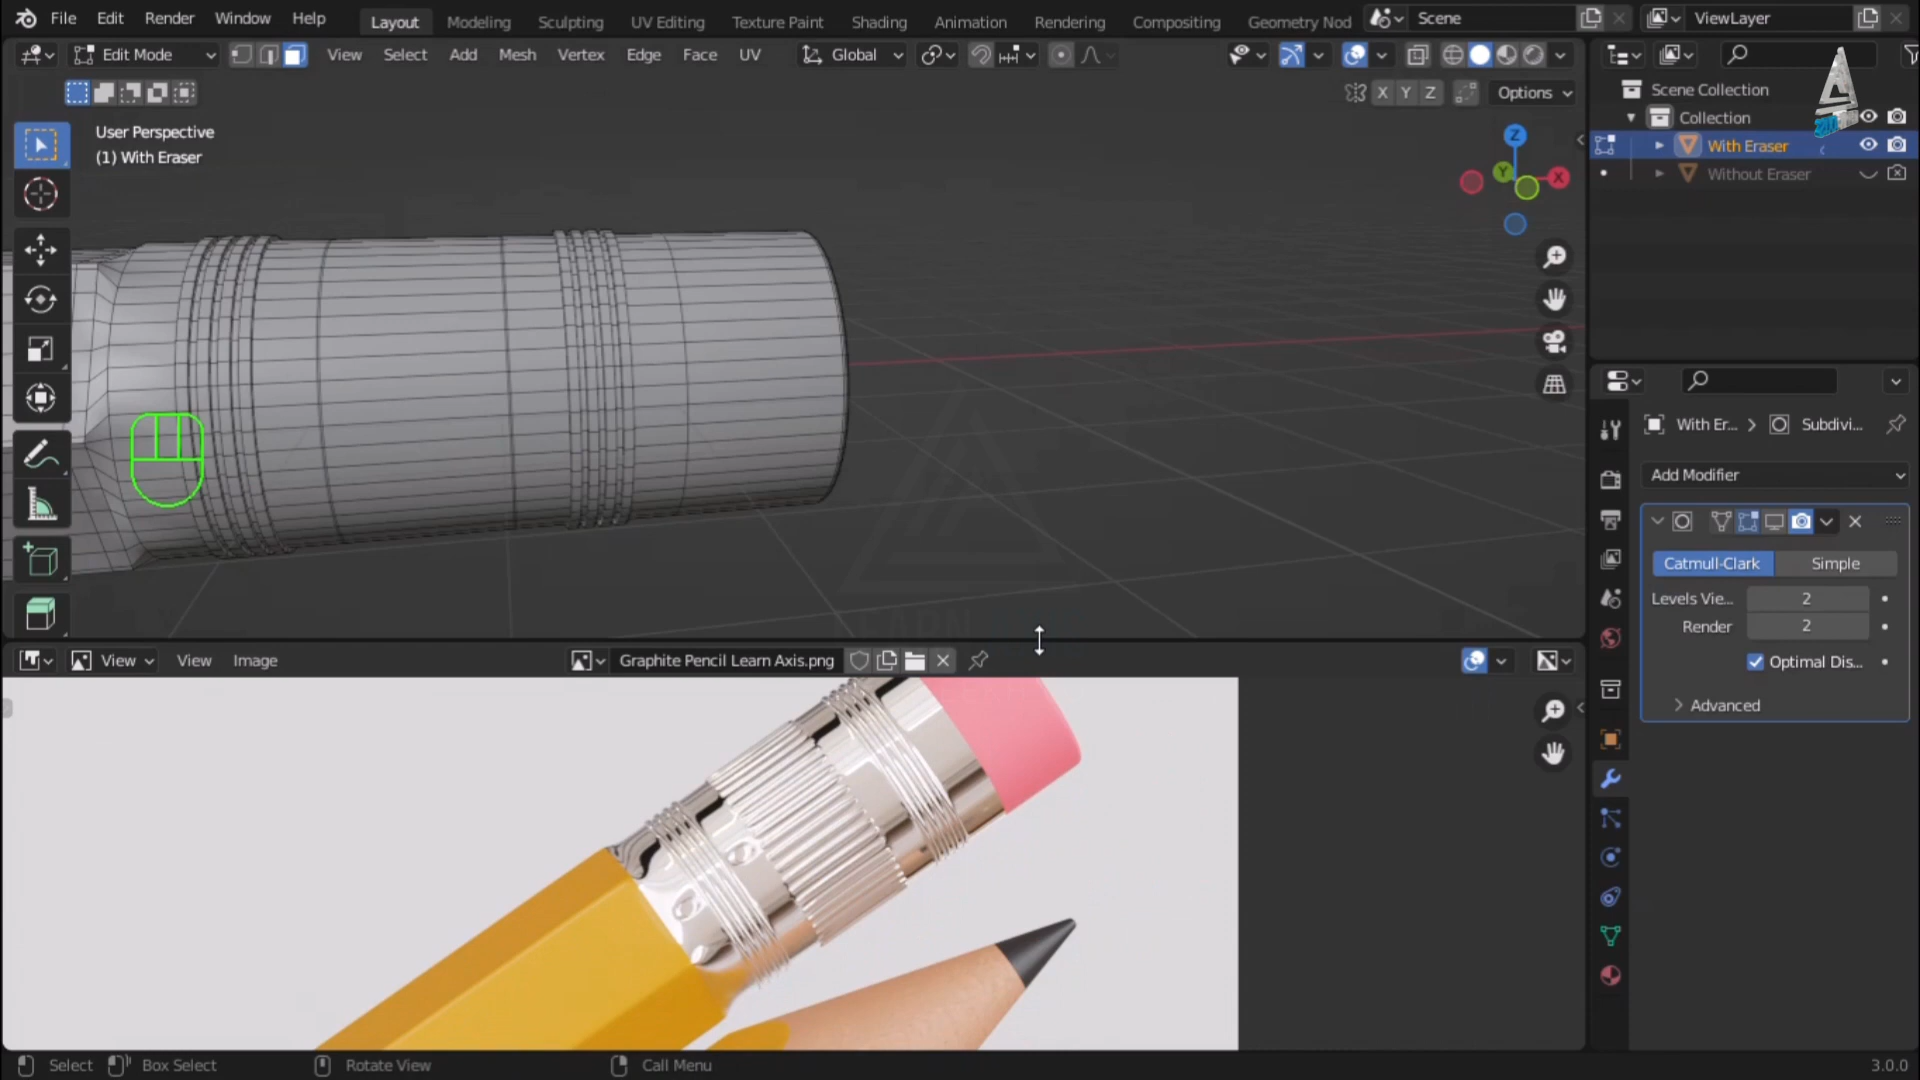 File Edit Render Window Help
Layout Modeling Sculpting UV Editing Texture Paint Shading Animation Rendering Compositing Geometry Nod
Scene
ViewLayer
Edit Mode
View Select Add Mesh Vertex Edge Face UV
Global
X Y Z
Options
User Perspective
(1) With Eraser
Z
Y
X
Scene Collection
Collection
With Eraser
Without Eraser
With Er... > Subdivi...
Add Modifier
Catmull-Clark Simple
Levels Vie... 2
Render 2
Optimal Dis...
Advanced
LEARN
View View Image
Graphite Pencil Learn Axis.png
Select Box Select Rotate View Call Menu
3.0.0